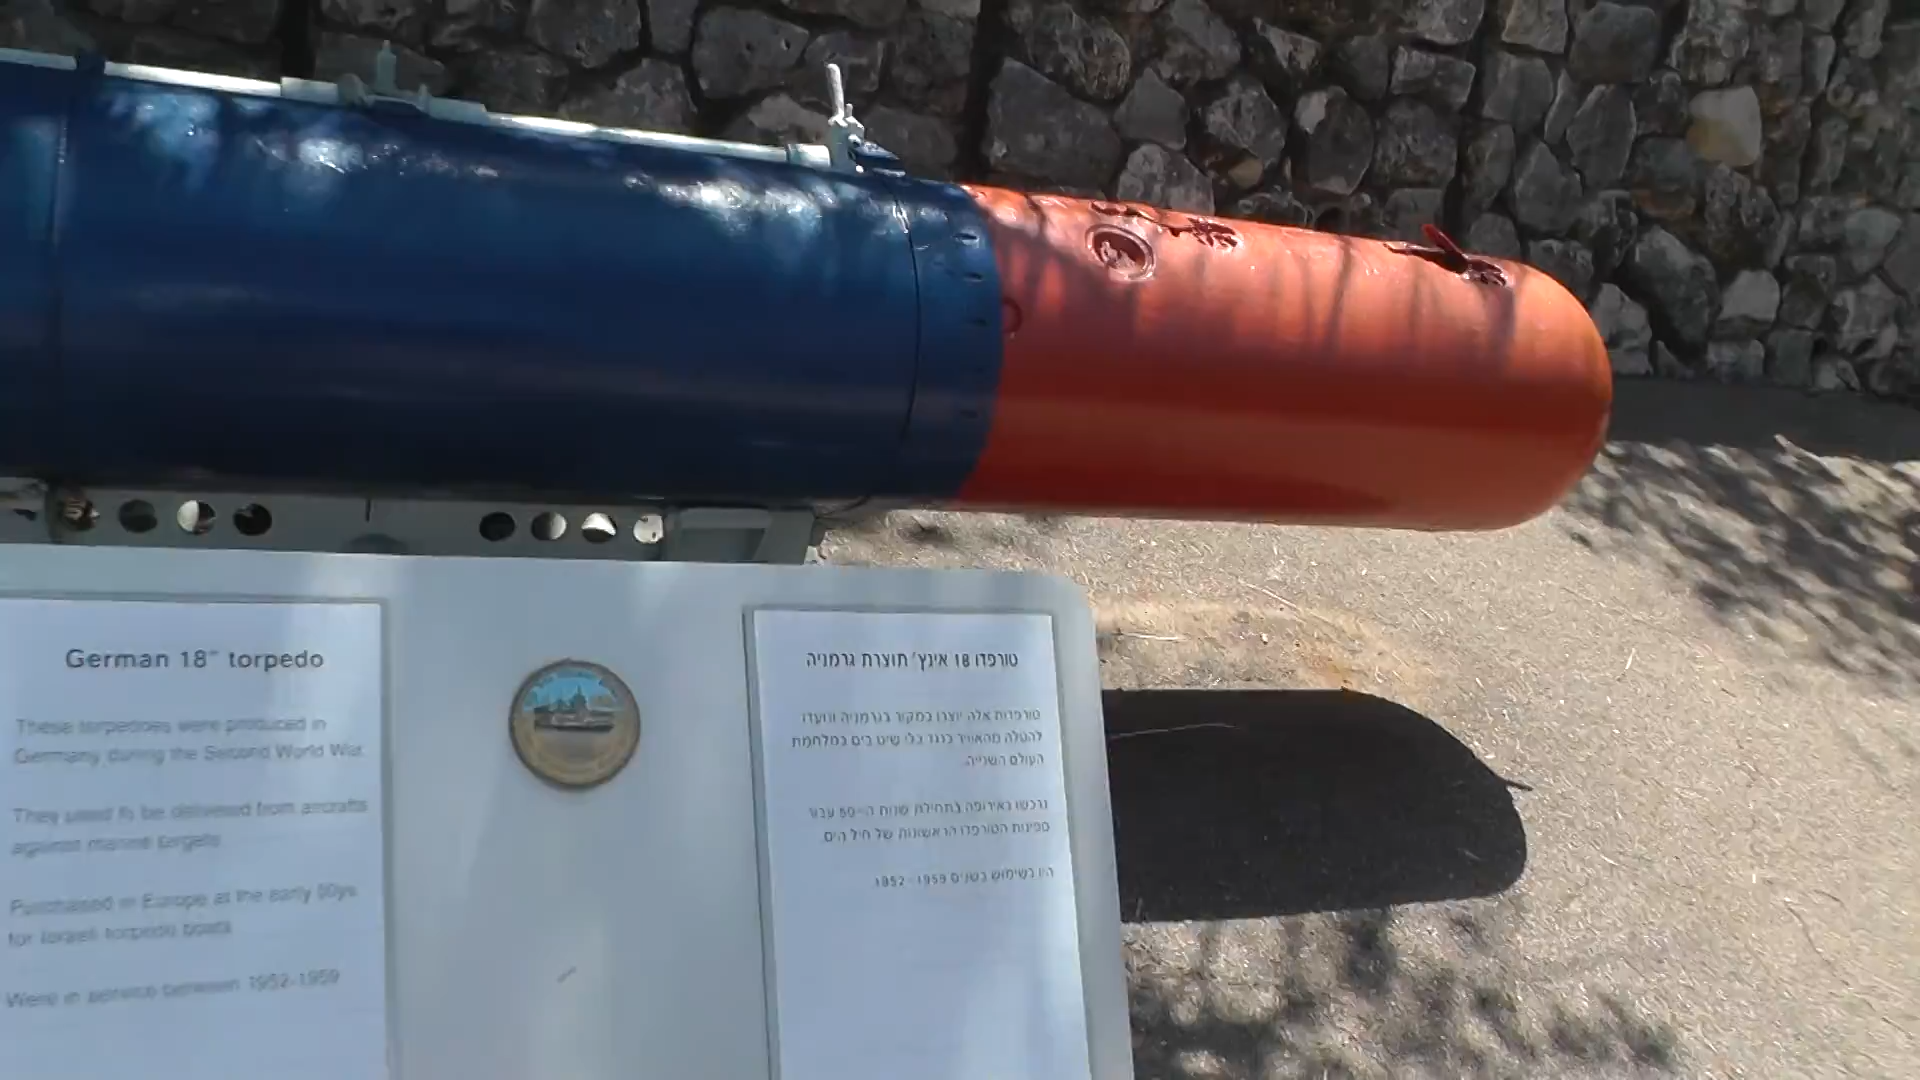 German 18" torpedo
These torpedoes were produced in
Germany during the Second World War.
They used to be delivered from aircrafts
against marine targets.
Purchased in Europe at the early 50ys
for Israeli torpedo boats.
Were in service between 1952-1959
טורפדו 18 אינץ' תוצרת גרמניה
טורפדות אלה יוצרו במקור בגרמניה ונועדו
להטלה מהאוויר כנגד כלי שיט בים במלחמת
העולם השנייה.
נרכשו באירופה בתחילת שנות ה-50 עבור
ספינות הטורפדו הראשונות של חיל הים.
היו בשימוש בשנים 1952-1959